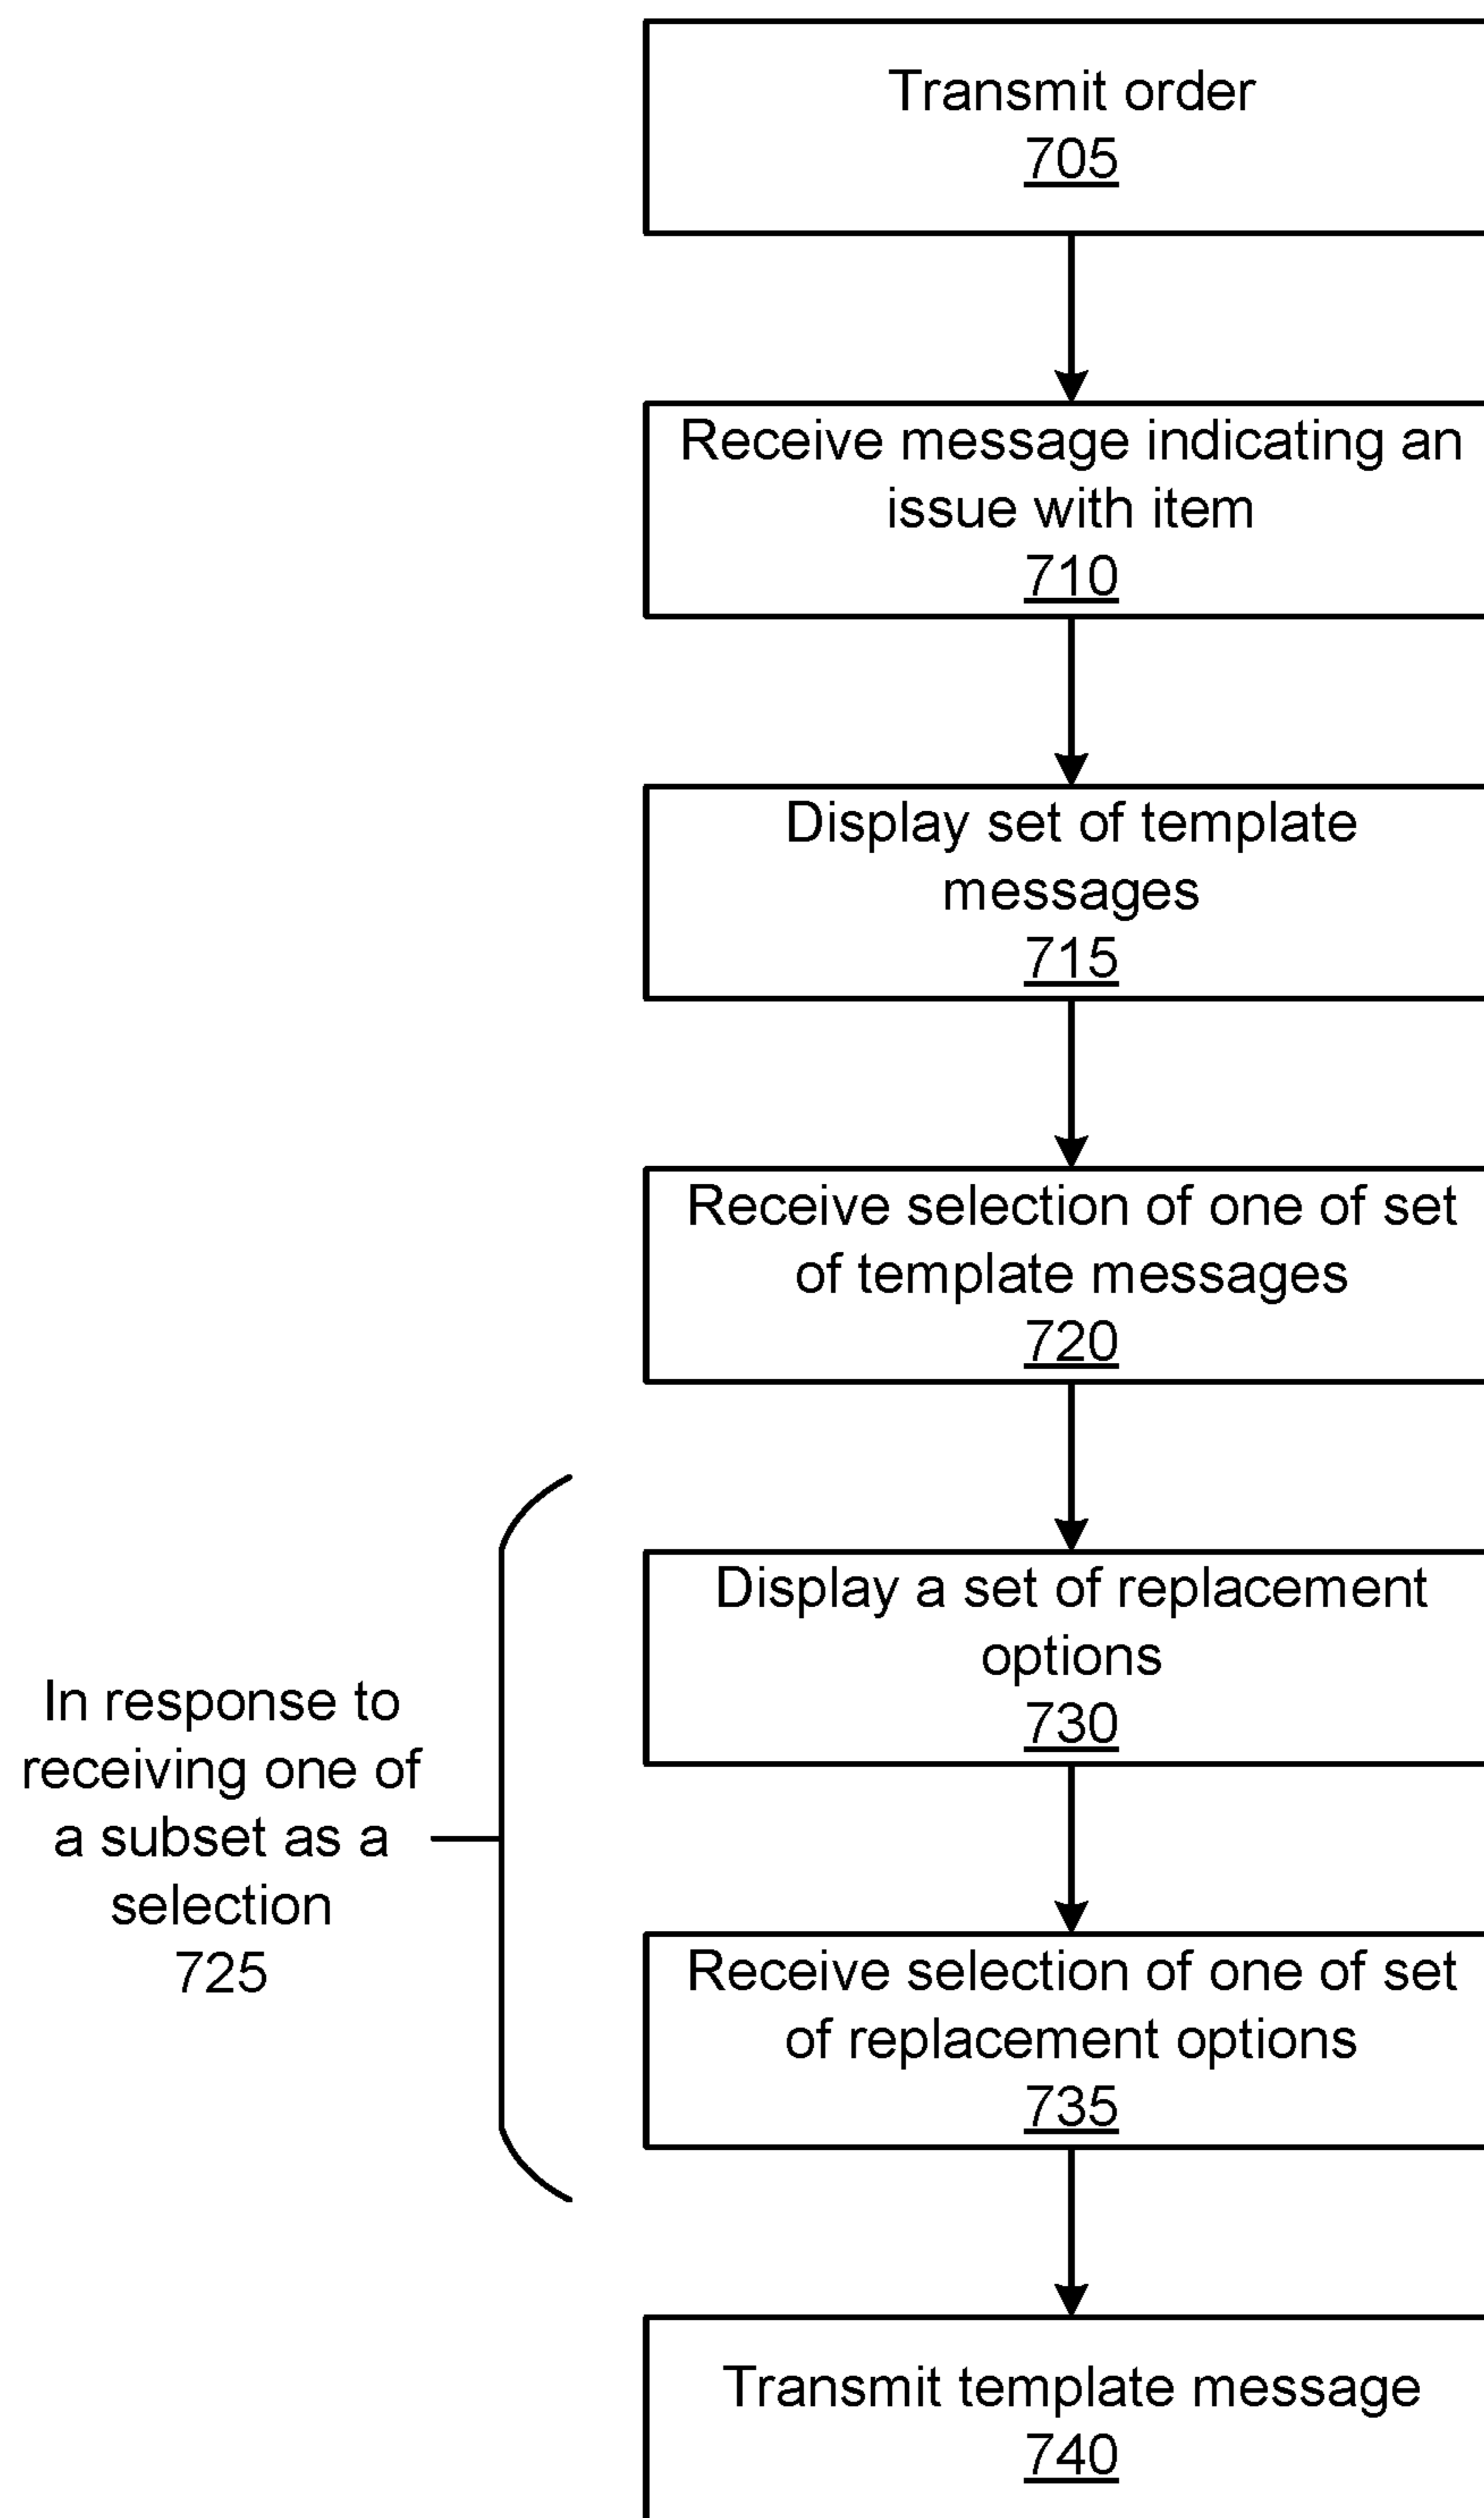 Transmit order
705
Receive message indicating an
issue with item
710
Display set of template
messages
715
Receive selection of one of set
of template messages
720
In response to
receiving one of
a subset as a
selection
725
Display a set of replacement
options
730
Receive selection of one of set
of replacement options
735
Transmit template message
740